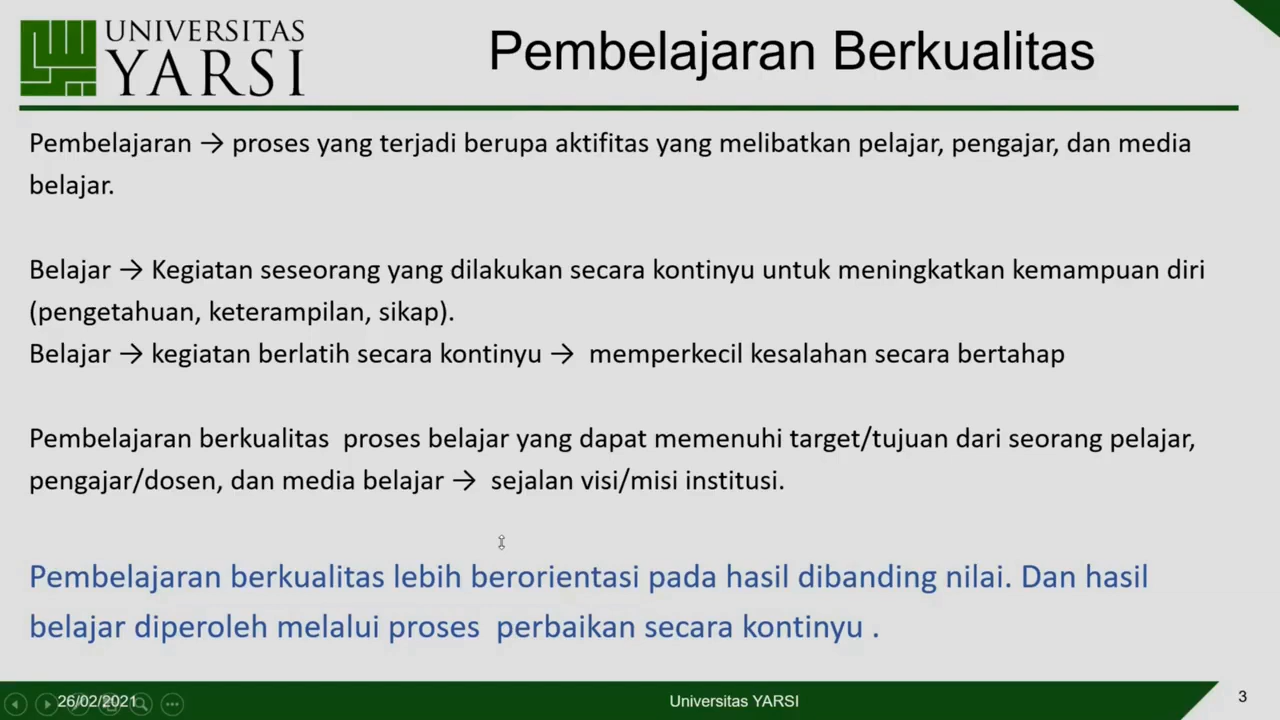 UNIVERSITAS
YARSI
Pembelajaran Berkualitas
Pembelajaran → proses yang terjadi berupa aktifitas yang melibatkan pelajar, pengajar, dan media
belajar.
Belajar → Kegiatan seseorang yang dilakukan secara kontinyu untuk meningkatkan kemampuan diri
(pengetahuan, keterampilan, sikap).
Belajar → kegiatan berlatih secara kontinyu → memperkecil kesalahan secara bertahap
Pembelajaran berkualitas proses belajar yang dapat memenuhi target/tujuan dari seorang pelajar,
pengajar/dosen, dan media belajar → sejalan visi/misi institusi.
Pembelajaran berkualitas lebih berorientasi pada hasil dibanding nilai. Dan hasil
belajar diperoleh melalui proses perbaikan secara kontinyu .
26/02/2021
Universitas YARSI
3